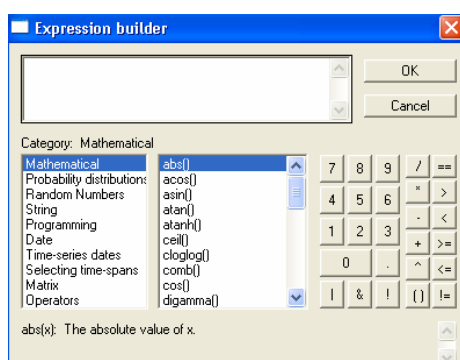 Expression builder
OK
Cancel
Category: Mathematical
Mathematical
Probability distributions
Random Numbers
String
Programming
Date
Time-series dates
Selecting time-spans
Matrix
Operators
abs()
acos()
asin()
atan()
atanh()
ceil()
cloglog()
comb()
cos()
digamma()
7 8 9 / ==
4 5 6 * >
1 2 3 - <
+ >=
0 . ^ <=
| & ! () !=
abs(x): The absolute value of x.